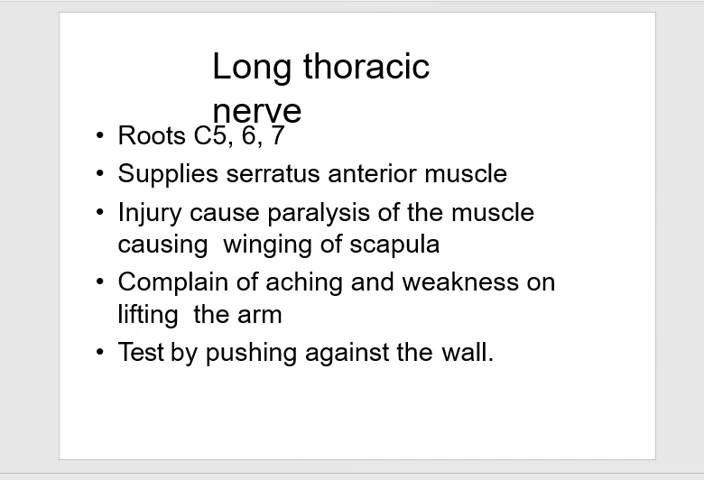 Long thoracic
nerve
• Roots C5, 6, 7
• Supplies serratus anterior muscle
• Injury cause paralysis of the muscle
causing winging of scapula
• Complain of aching and weakness on
lifting the arm
• Test by pushing against the wall.